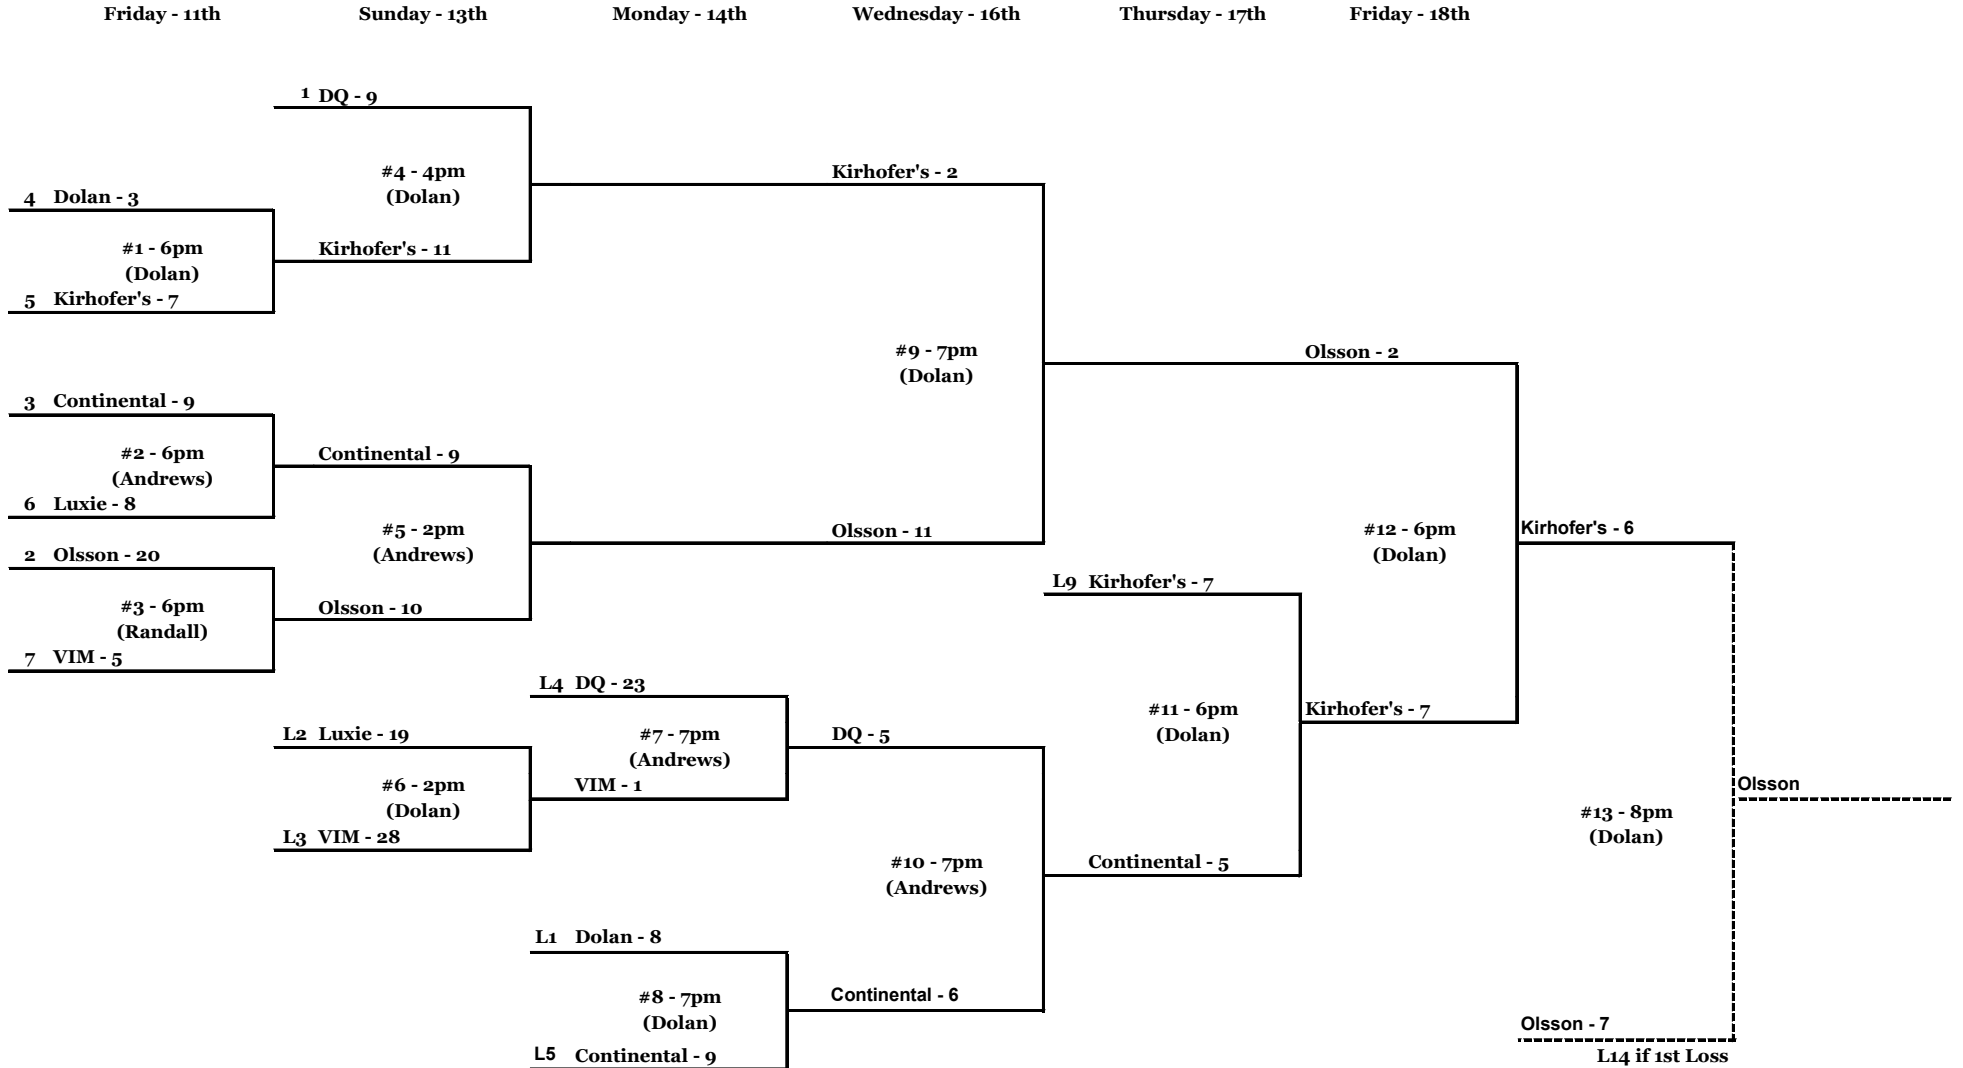 Friday - 11th Sunday - 13th Monday - 14th Wednesday - 16th Thursday - 17th Friday - 18th
1 DQ - 9
#4 - 4pm
(Dolan)
Kirhofer's - 2
4 Dolan - 3
#1 - 6pm
(Dolan)
Kirhofer's - 11
5 Kirhofer's - 7
#9 - 7pm
(Dolan)
Olsson - 2
3 Continental - 9
#2 - 6pm
(Andrews)
Continental - 9
6 Luxie - 8
#5 - 2pm
(Andrews)
Olsson - 11
#12 - 6pm
(Dolan)
Kirhofer's - 6
2 Olsson - 20
L9 Kirhofer's - 7
#3 - 6pm
(Randall)
Olsson - 10
7 VIM - 5
L4 DQ - 23
#11 - 6pm
(Dolan)
Kirhofer's - 7
L2 Luxie - 19
#7 - 7pm
(Andrews)
DQ - 5
#6 - 2pm
(Dolan)
VIM - 1
Olsson
#13 - 8pm
(Dolan)
L3 VIM - 28
#10 - 7pm
(Andrews)
Continental - 5
L1 Dolan - 8
#8 - 7pm
(Dolan)
Continental - 6
Olsson - 7
L5 Continental - 9
L14 if 1st Loss